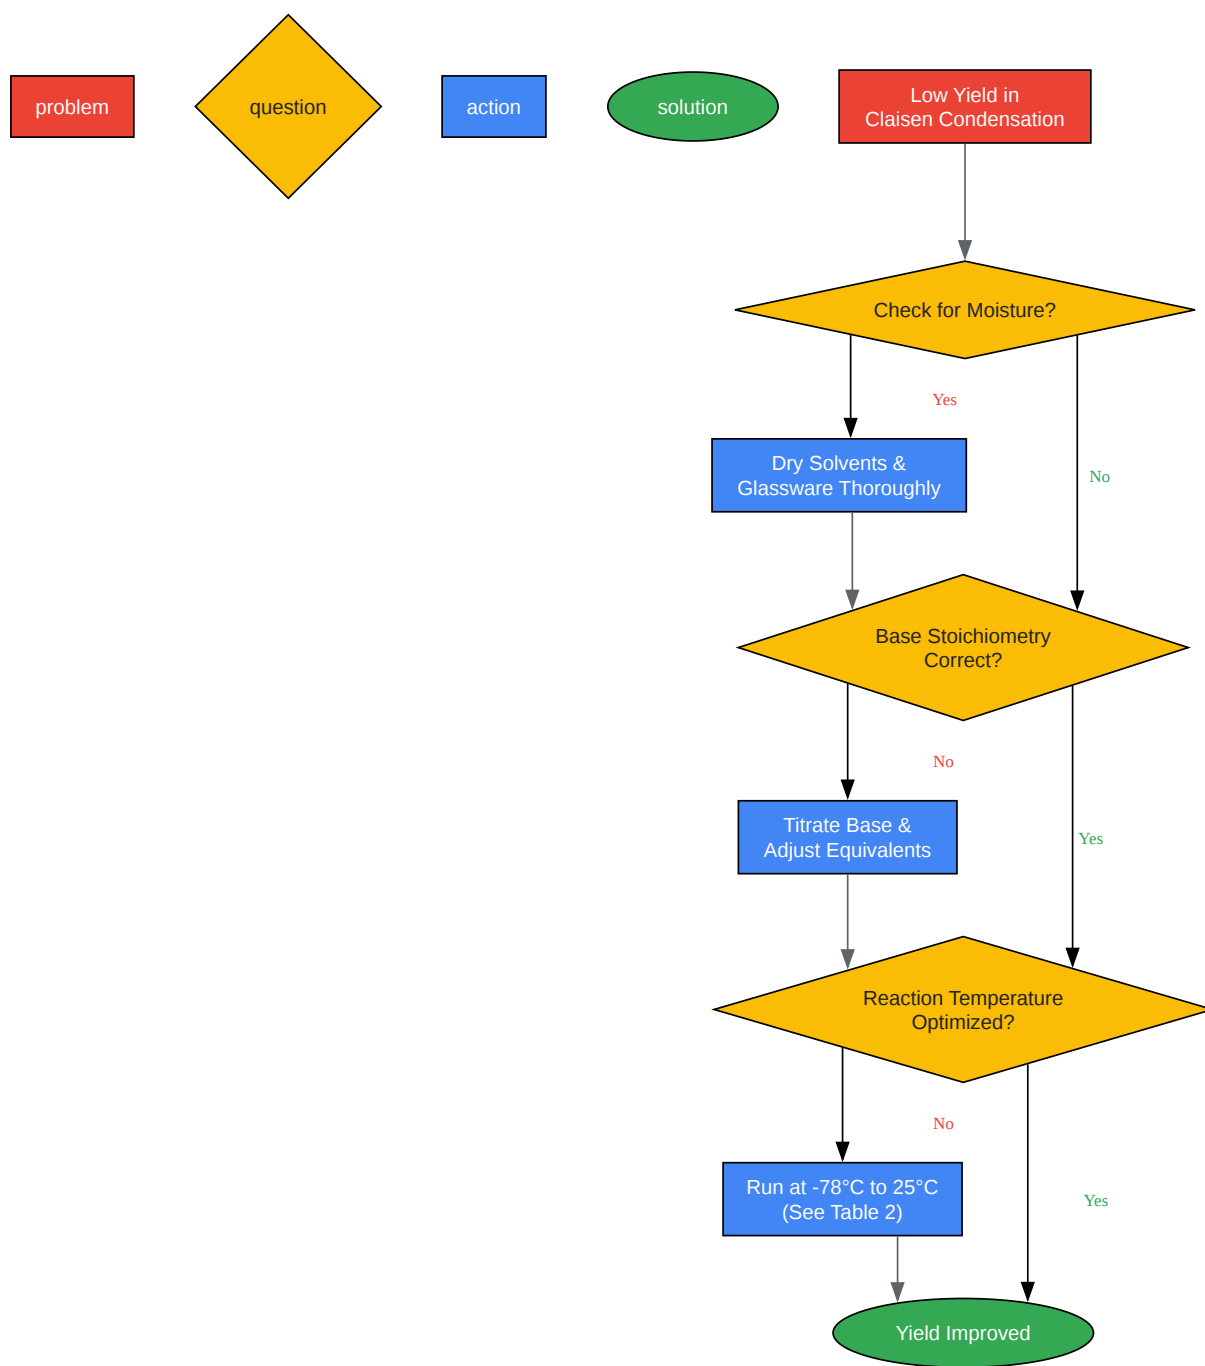 problem
question
action
solution
Low Yield in
Claisen Condensation
Check for Moisture?
Yes
Dry Solvents &
Glassware Thoroughly
No
Base Stoichiometry
Correct?
No
Titrate Base &
Adjust Equivalents
Yes
Reaction Temperature
Optimized?
No
Run at -78°C to 25°C
(See Table 2)
Yes
Yield Improved